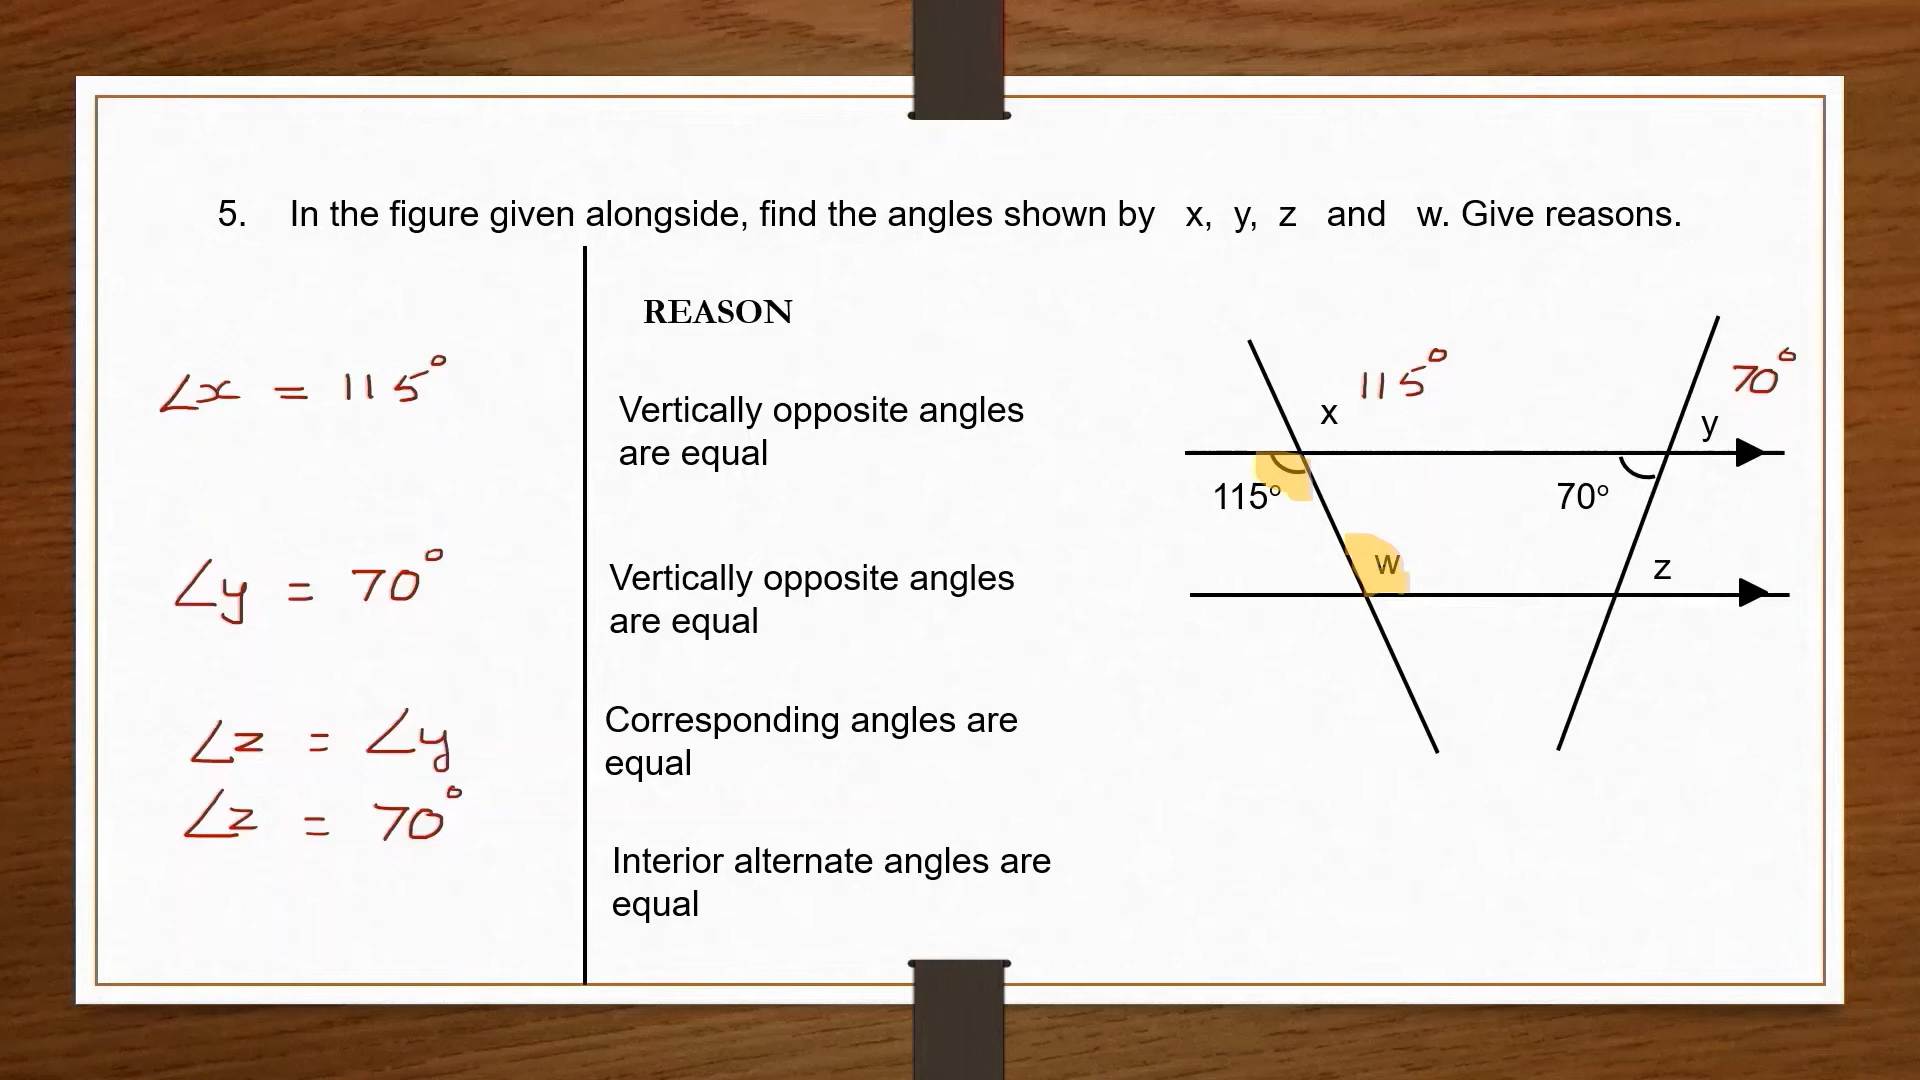 5. In the figure given alongside, find the angles shown by x, y, z and w. Give reasons.
REASON
∠x = 115°
Vertically opposite angles
are equal
∠y = 70°
Vertically opposite angles
are equal
∠z = ∠y
Corresponding angles are
equal
∠z = 70°
Interior alternate angles are
equal
115°
70°
x
y
115°
70°
w
z